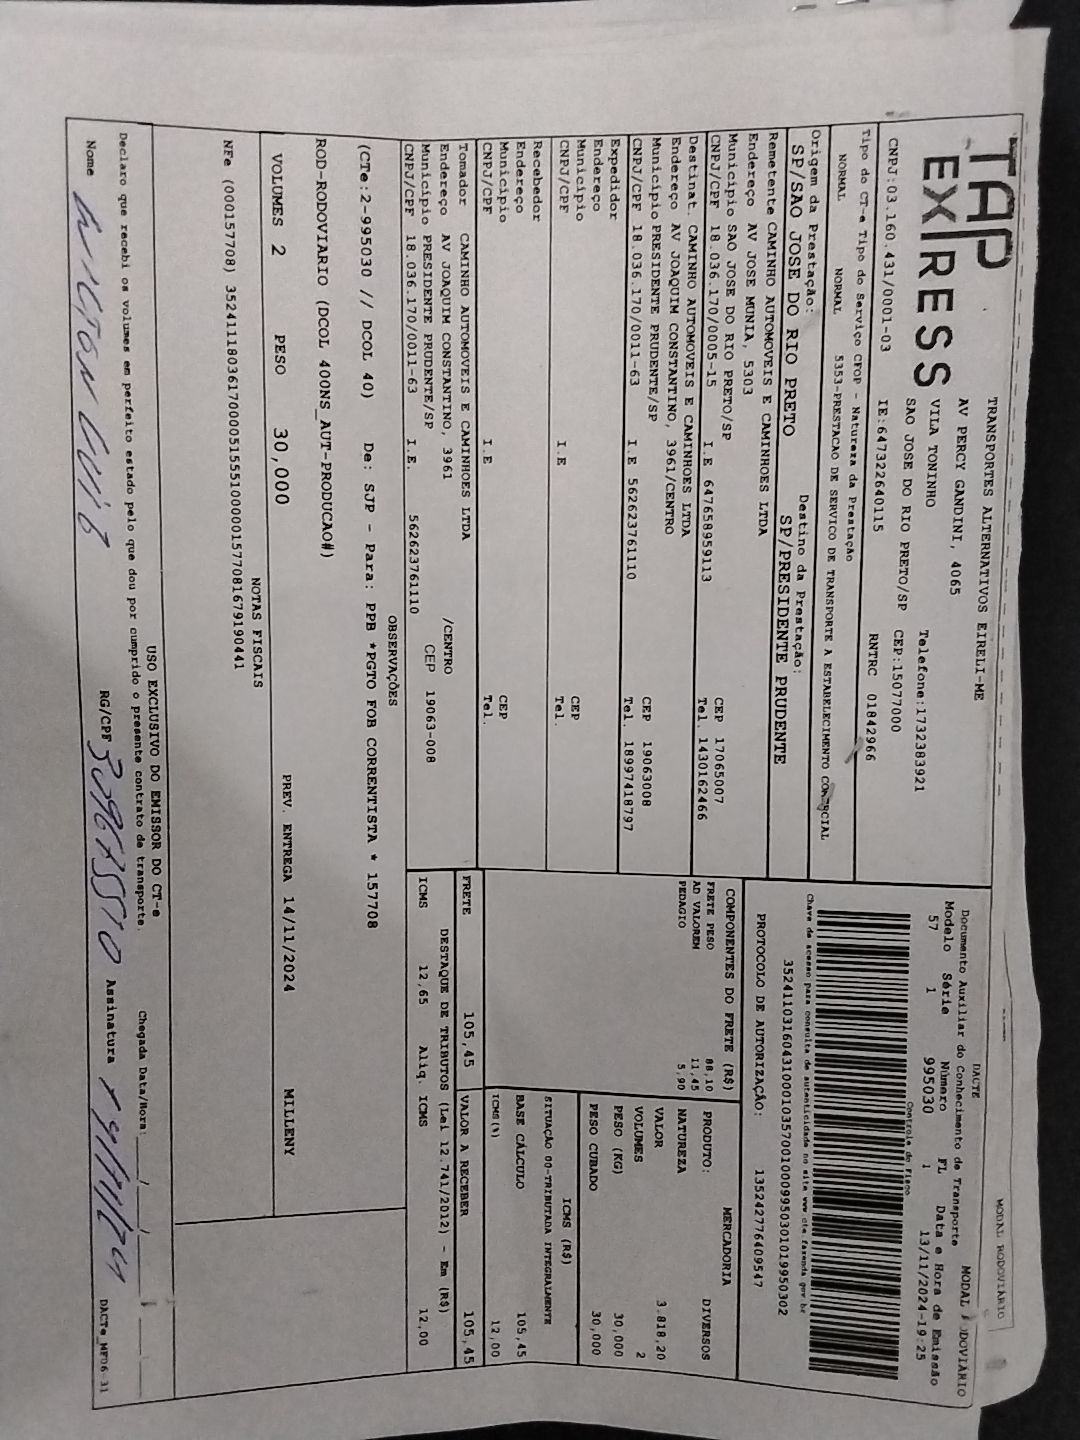 MODAL RODOVIÁRIO
TAP EXPRESS
TRANSPORTES ALTERNATIVOS EIRELI-ME
AV PERCY GANDINI, 4065
VILA TONINHO
SAO JOSE DO RIO PRETO/SP CEP:15077000
Telefone:1732383921
CNPJ:03.160.431/0001-03 IE:647322640115 RNTRC 01842966
DACTE
Documento Auxiliar do Conhecimento de Transporte MODAL RODOVIÁRIO
Modelo Série Número FL Data e Hora de Emissão
57 1 995030 1 13/11/2024-19:25
Controle do Fisco
Chave de acesso para consulta de autenticidade no site www.cte.fazenda.gov.br
35241103160431000103570010009950301019950302
PROTOCOLO DE AUTORIZAÇÃO: 135242776409547
Tipo do CT-e Tipo do Serviço CFOP - Natureza da Prestação
NORMAL NORMAL 5353-PRESTACAO DE SERVICO DE TRANSPORTE A ESTABELECIMENTO COMERCIAL
Origem da Prestação: Destino da Prestação:
SP/SAO JOSE DO RIO PRETO SP/PRESIDENTE PRUDENTE
Remetente CAMINHO AUTOMOVEIS E CAMINHOES LTDA
Endereço AV JOSE MUNIA, 5303
Município SAO JOSE DO RIO PRETO/SP CEP 17065007
CNPJ/CPF 18.036.170/0005-15 I.E 647658959113 Tel 1430162466
Destinat. CAMINHO AUTOMOVEIS E CAMINHOES LTDA
Endereço AV JOAQUIM CONSTANTINO, 3961/CENTRO
Município PRESIDENTE PRUDENTE/SP CEP 19063008
CNPJ/CPF 18.036.170/0011-63 I.E 562623761110 Tel. 18997418797
Expedidor
Endereço
Município CEP
CNPJ/CPF I.E Tel.
Recebedor
Endereço
Município CEP
CNPJ/CPF I.E Tel.
Tomador CAMINHO AUTOMOVEIS E CAMINHOES LTDA
Endereço AV JOAQUIM CONSTANTINO, 3961 /CENTRO
Município PRESIDENTE PRUDENTE/SP CEP 19063-008
CNPJ/CPF 18.036.170/0011-63 I.E. 562623761110
COMPONENTES DO FRETE (R$)
FRETE PESO 88,10
AD VALOREM 11,45
PEDAGIO 5,90
MERCADORIA
PRODUTO: DIVERSOS
NATUREZA
VALOR 3.818,20
VOLUMES 2
PESO (KG) 30,000
PESO CUBADO 30,000
ICMS (R$)
SITUAÇÃO 00-TRIBUTADA INTEGRALMENTE
BASE CÁLCULO 105,45
ICMS(%) 12,00
FRETE 105,45 VALOR A RECEBER 105,45
DESTAQUE DE TRIBUTOS (Lei 12.741/2012) - Em (R$)
ICMS 12,65 Aliq. ICMS 12,00
OBSERVAÇÕES
(CTe:2-995030 // DCOL 40) De: SJP - Para: PPB *PGTO FOB CORRENTISTA * 157708
ROD-RODOVIARIO (DCOL 400NS_AUT-PRODUCAO#)
VOLUMES 2 PESO 30,000 PREV. ENTREGA 14/11/2024 MILLENY
NOTAS FISCAIS
NFe (000157708) 35241118036170000515551000001577081679190441
USO EXCLUSIVO DO EMISSOR DO CT-e
Declaro que recebi os volumes em perfeito estado pelo que dou por cumprido o presente contrato de transporte. Chegada Data/Hora: / /
Nome RG/CPF Assinatura
DACTe_MF06-31